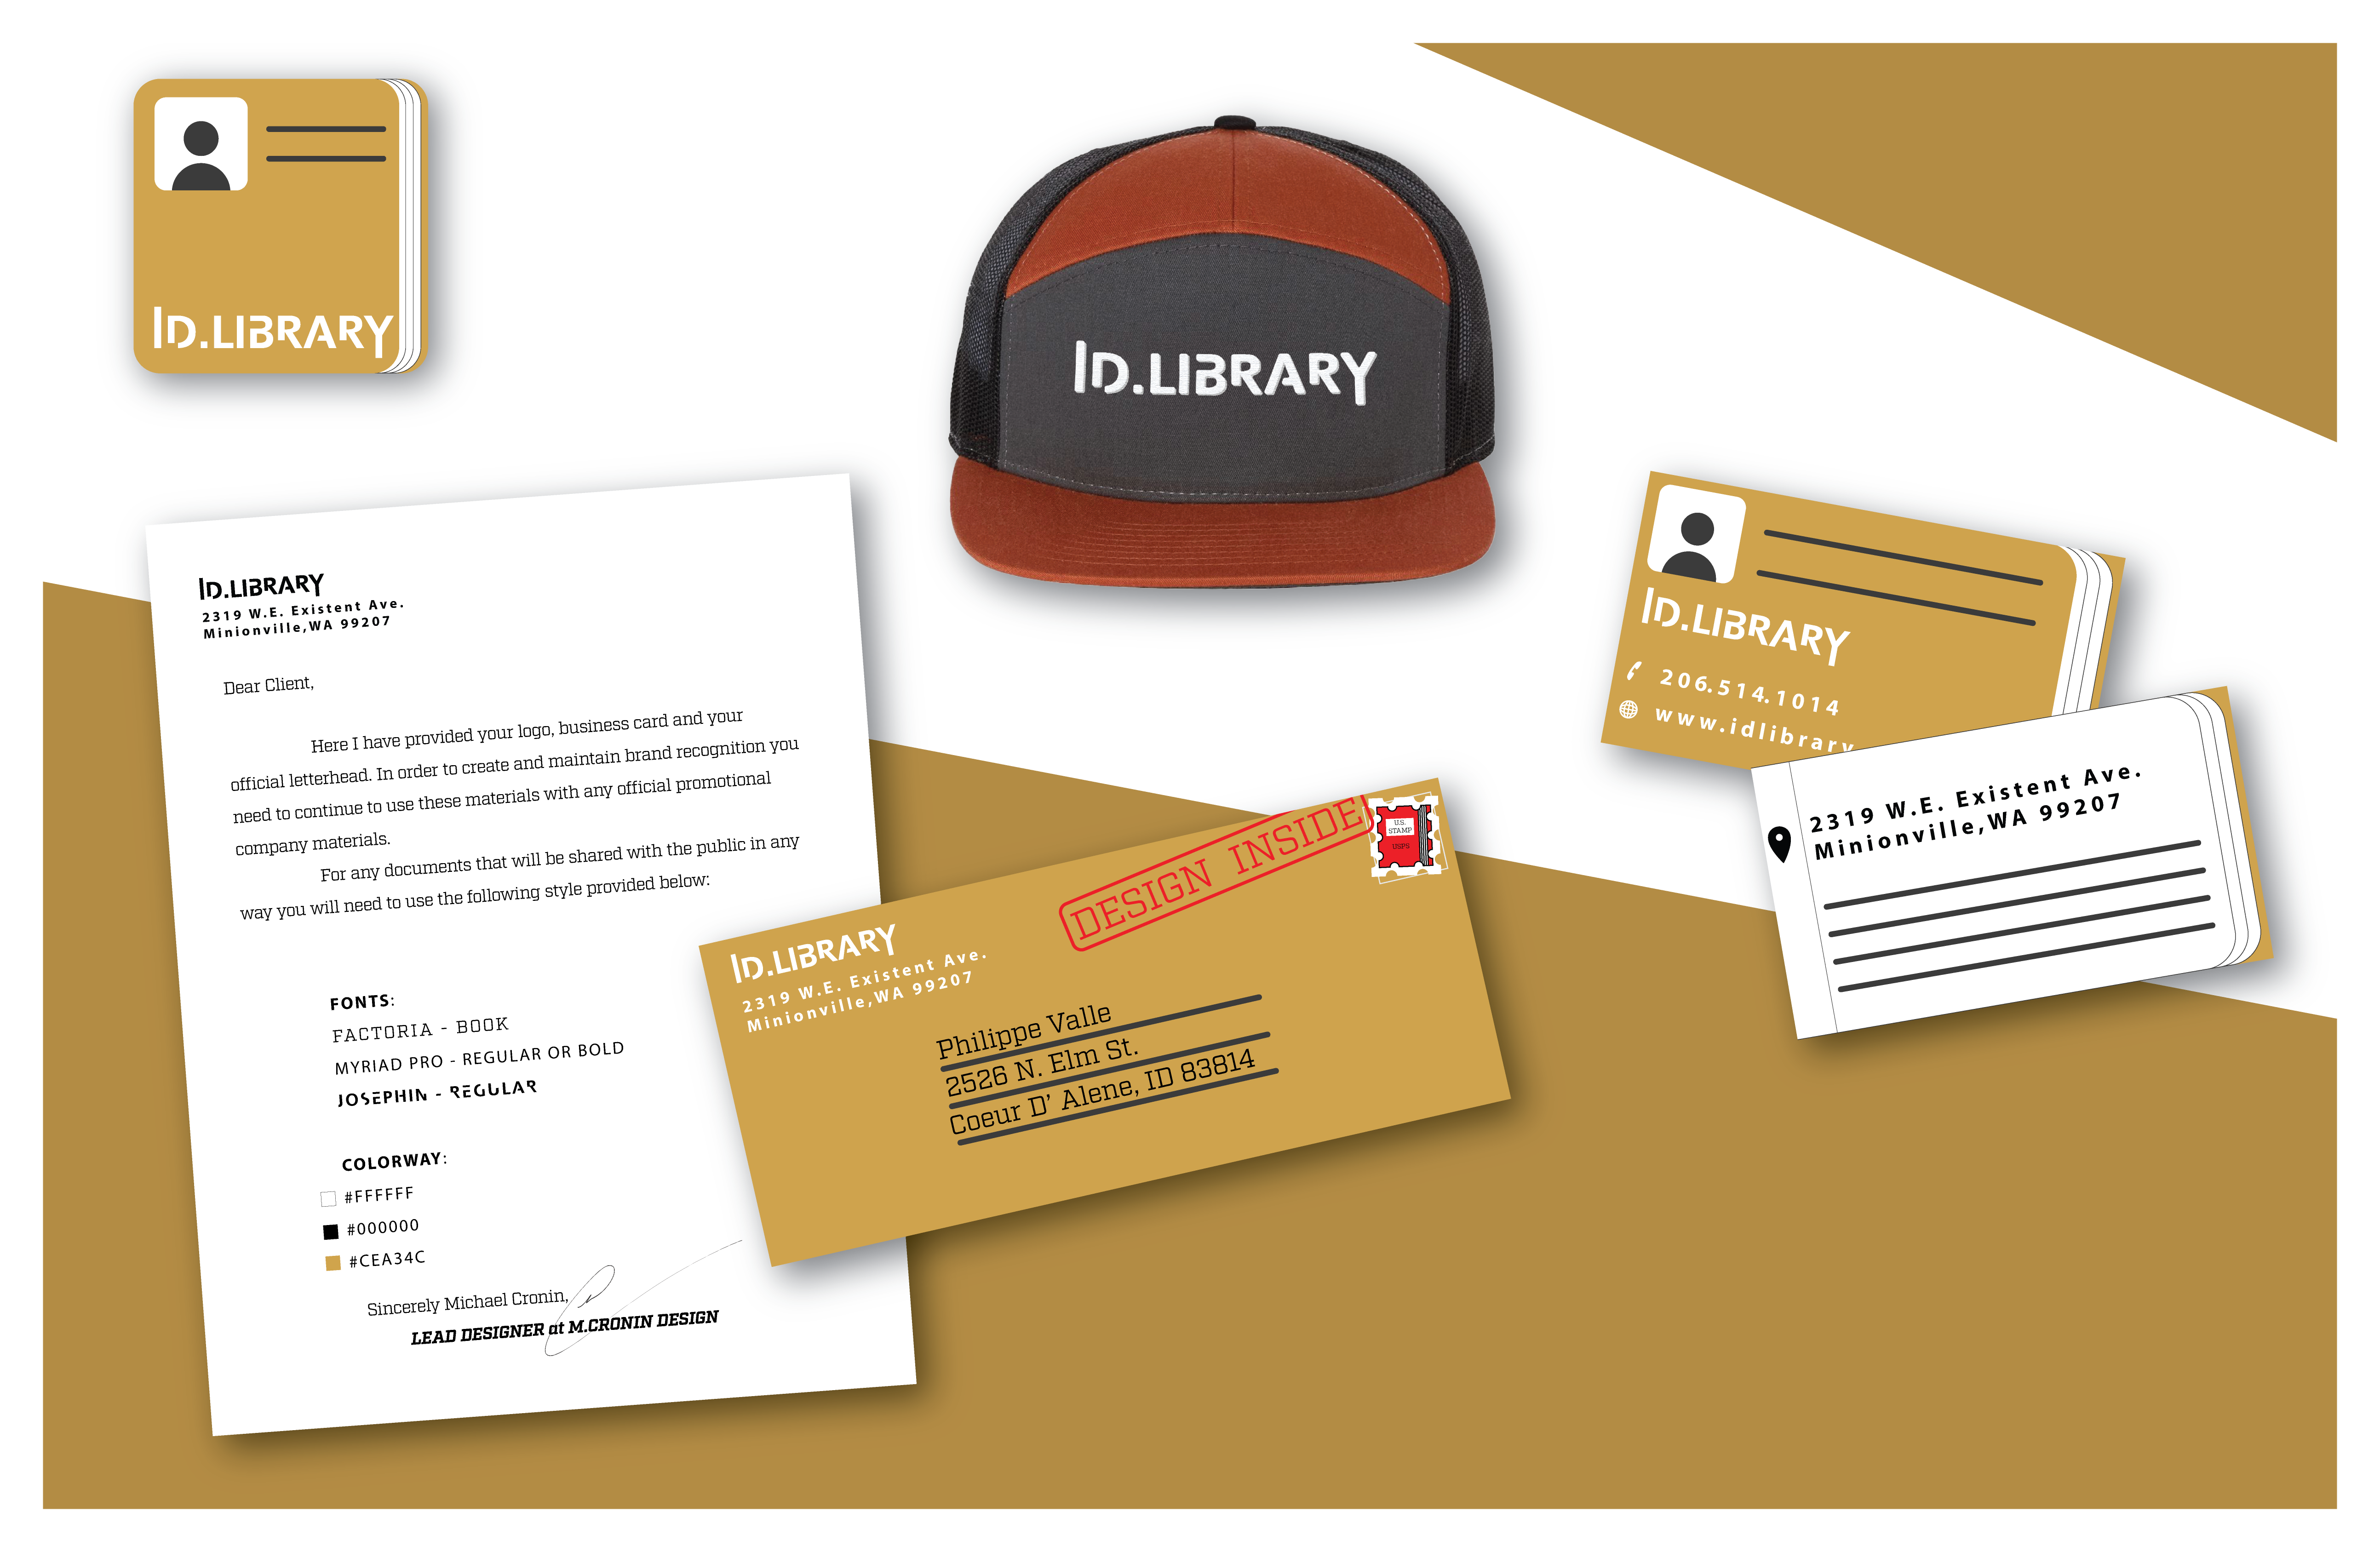 ID.LIBRARY
ID.LIBRARY
ID.LIBRARY
2319 W.E. Existent Ave.
Minionville,WA 99207
Dear Client,
Here I have provided your logo, business card and your
official letterhead. In order to create and maintain brand recognition you
need to continue to use these materials with any official promotional
company materials.
For any documents that will be shared with the public in any
way you will need to use the following style provided below:
FONTS:
FACTORIA - BOOK
MYRIAD PRO - REGULAR OR BOLD
JOSEPHIN - REGULAR
COLORWAY:
#FFFFFF
#000000
#CEA34C
Sincerely Michael Cronin,
LEAD DESIGNER at M.CRONIN DESIGN
ID.LIBRARY
2319 W.E. Existent Ave.
Minionville,WA 99207
DESIGN INSIDE
U.S.
STAMP
USPS
Philippe Valle
2526 N. Elm St.
Coeur D' Alene, ID 83814
ID.LIBRARY
206.514.1014
www.idlibrary
2319 W.E. Existent Ave.
Minionville,WA 99207